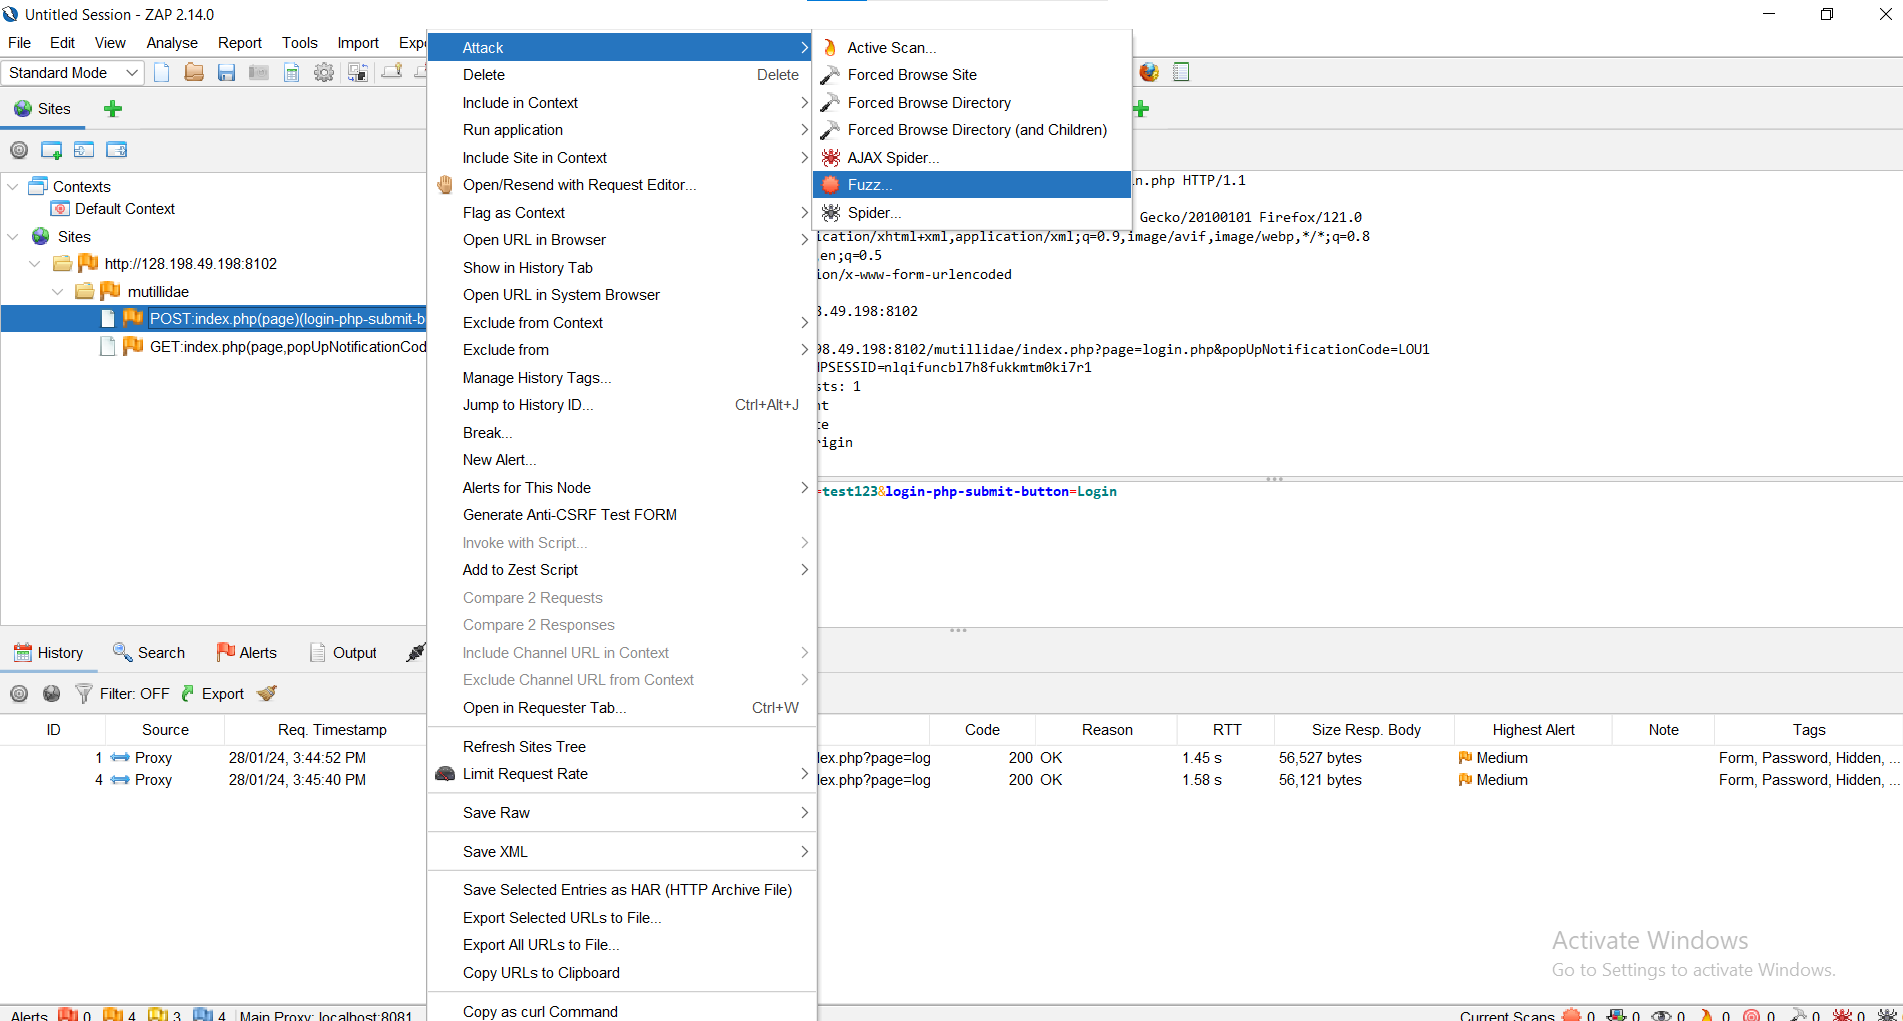 Untitled Session - ZAP 2.14.0
File Edit View Analyse Report Tools Import Expo
Standard Mode
Sites
Contexts
Default Context
Sites
http://128.198.49.198:8102
mutillidae
POST:index.php(page)(login-php-submit-b
GET:index.php(page,popUpNotificationCod
Attack
Delete Delete
Include in Context
Run application
Include Site in Context
Open/Resend with Request Editor...
Flag as Context
Open URL in Browser
Show in History Tab
Open URL in System Browser
Exclude from Context
Exclude from
Manage History Tags...
Jump to History ID... Ctrl+Alt+J
Break...
New Alert...
Alerts for This Node
Generate Anti-CSRF Test FORM
Invoke with Script...
Add to Zest Script
Compare 2 Requests
Compare 2 Responses
Include Channel URL in Context
Exclude Channel URL from Context
Open in Requester Tab... Ctrl+W
Refresh Sites Tree
Limit Request Rate
Save Raw
Save XML
Save Selected Entries as HAR (HTTP Archive File)
Export Selected URLs to File...
Export All URLs to File...
Copy URLs to Clipboard
Copy as curl Command
Active Scan...
Forced Browse Site
Forced Browse Directory
Forced Browse Directory (and Children)
AJAX Spider...
Fuzz...
Spider...
n.php HTTP/1.1
Gecko/20100101 Firefox/121.0
ication/xhtml+xml,application/xml;q=0.9,image/avif,image/webp,*/*;q=0.8
en;q=0.5
ion/x-www-form-urlencoded
3.49.198:8102
98.49.198:8102/mutillidae/index.php?page=login.php&popUpNotificationCode=LOU1
HPSESSID=nlqifuncbl7h8fukkmtm0ki7r1
sts: 1
nt
te
rigin
=test123&login-php-submit-button=Login
History Search Alerts Output
Filter: OFF Export
ID Source Req. Timestamp Code Reason RTT Size Resp. Body Highest Alert Note Tags
1 Proxy 28/01/24, 3:44:52 PM lex.php?page=log 200 OK 1.45 s 56,527 bytes Medium Form, Password, Hidden, ...
4 Proxy 28/01/24, 3:45:40 PM lex.php?page=log 200 OK 1.58 s 56,121 bytes Medium Form, Password, Hidden, ...
Activate Windows
Go to Settings to activate Windows.
Alerts 0 4 3 4 Main Proxy: localhost:8081 Current Scans 0 0 0 0 0 0 0